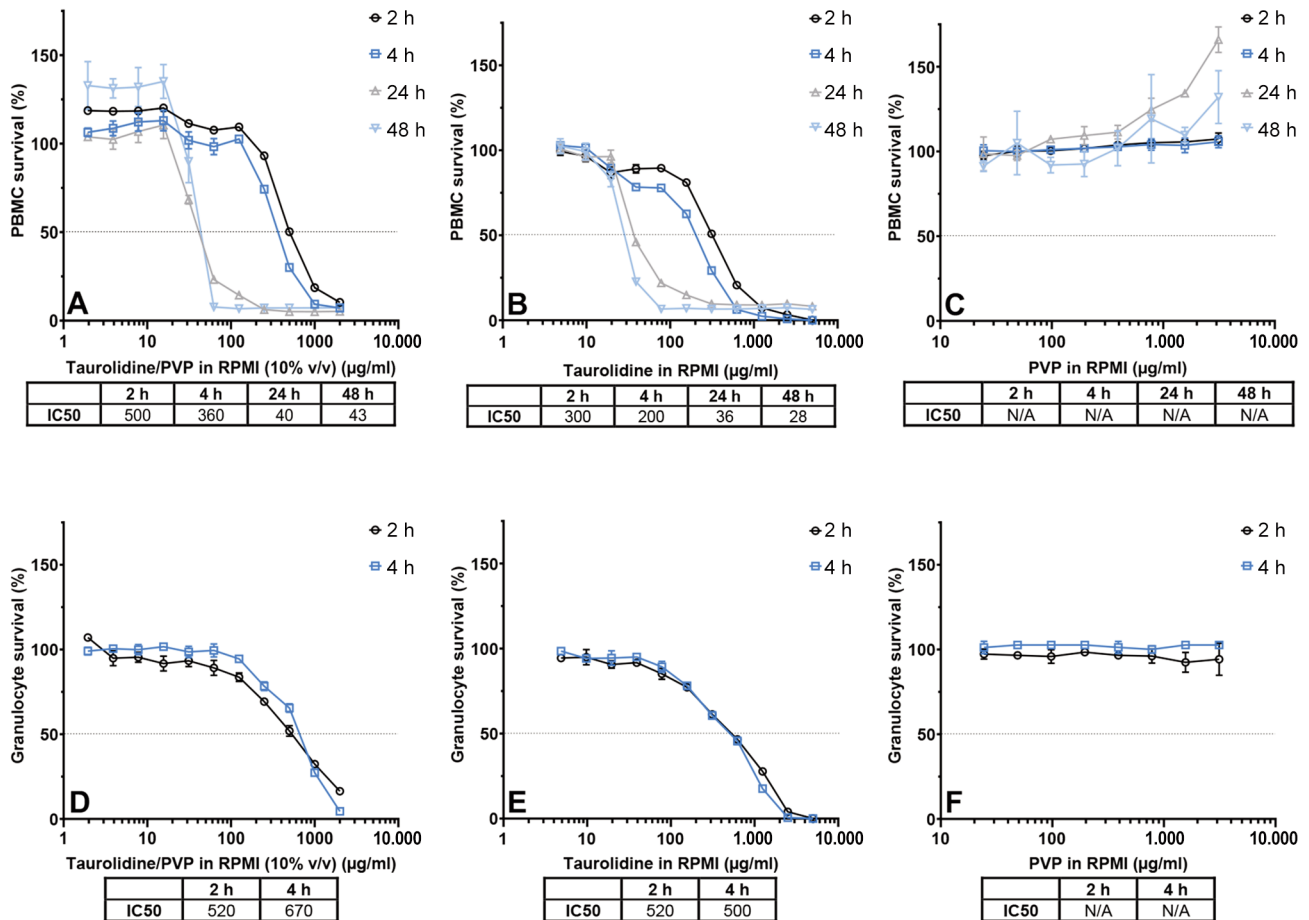 PBMC survival (%)
150
100
50
0
2 h
4 h
24 h
48 h
A
1 10 100 1000 10.000
Taurolidine/PVP in RPMI (10% v/v) (µg/ml)
2 h 4 h 24 h 48 h
IC50 500 360 40 43
PBMC survival (%)
150
100
50
0
2 h
4 h
24 h
48 h
B
1 10 100 1.000 10.000
Taurolidine in RPMI (µg/ml)
2 h 4 h 24 h 48 h
IC50 300 200 36 28
PBMC survival (%)
150
100
50
0
2 h
4 h
24 h
48 h
C
10 100 1.000 10.000
PVP in RPMI (µg/ml)
2 h 4 h 24 h 48 h
IC50 N/A N/A N/A N/A
Granulocyte survival (%)
150
100
50
0
2 h
4 h
D
1 10 100 1000 10.000
Taurolidine/PVP in RPMI (10% v/v) (µg/ml)
2 h 4 h
IC50 520 670
Granulocyte survival (%)
150
100
50
0
2 h
4 h
E
1 10 100 1.000 10.000
Taurolidine in RPMI (µg/ml)
2 h 4 h
IC50 520 500
Granulocyte survival (%)
150
100
50
0
2 h
4 h
F
10 100 1.000 10.000
PVP in RPMI (µg/ml)
2 h 4 h
IC50 N/A N/A